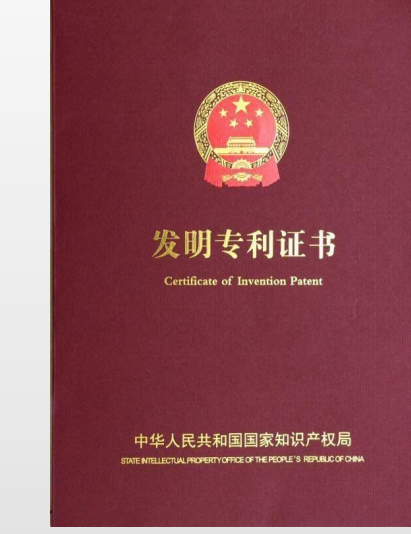 发明专利证书
Certificate of Invention Patent
中华人民共和国国家知识产权局
STATE INTELLECTUAL PROPERTY OFFICE OF THE PEOPLE'S REPUBLIC OF CHINA